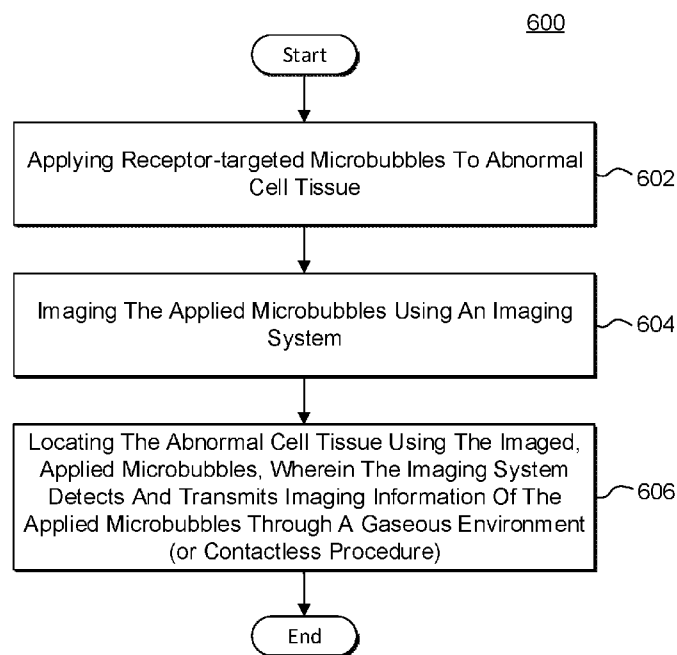 600
Start
Applying Receptor-targeted Microbubbles To Abnormal
Cell Tissue
602
Imaging The Applied Microbubbles Using An Imaging
System
604
Locating The Abnormal Cell Tissue Using The Imaged,
Applied Microbubbles, Wherein The Imaging System
Detects And Transmits Imaging Information Of The
Applied Microbubbles Through A Gaseous Environment
(or Contactless Procedure)
606
End